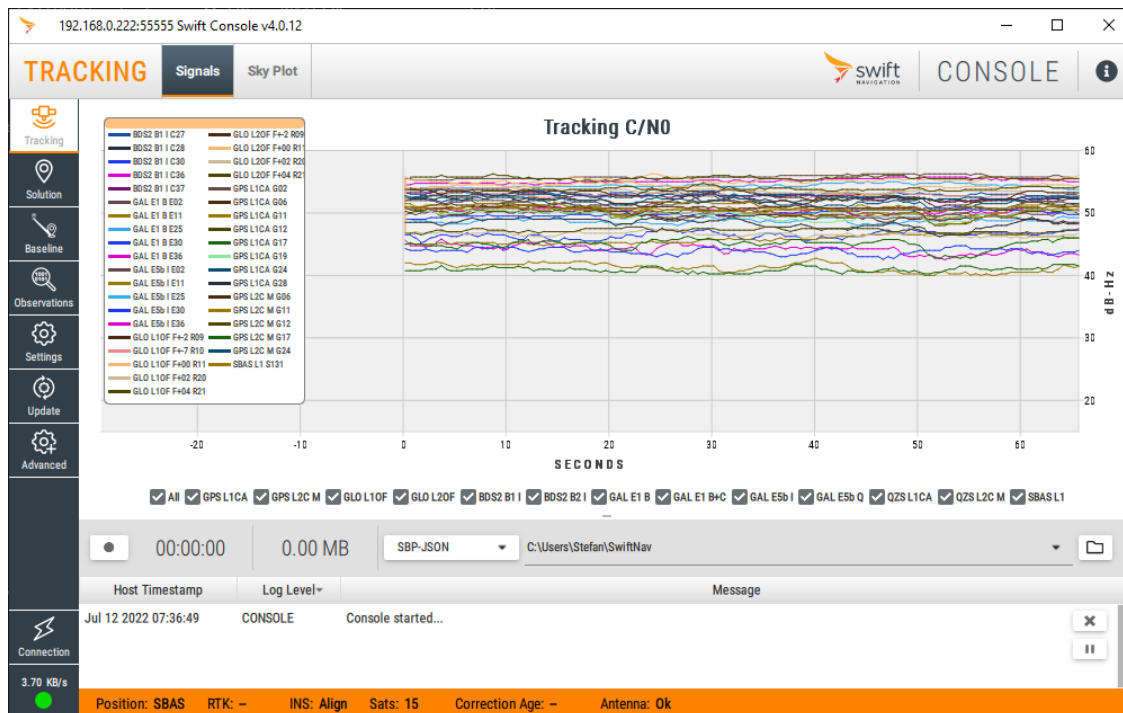 192.168.0.222:55555 Swift Console v4.0.12
TRACKING
Signals
Sky Plot
swift
NAVIGATION
CONSOLE
Tracking
Solution
Baseline
Observations
Settings
Update
Advanced
Connection
3.70 KB/s
Tracking C/N0
BDS2 B1 I C27
BDS2 B1 I C28
BDS2 B1 I C30
BDS2 B1 I C36
BDS2 B1 I C37
GAL E1 B E02
GAL E1 B E11
GAL E1 B E25
GAL E1 B E30
GAL E1 B E36
GAL E5b I E02
GAL E5b I E11
GAL E5b I E25
GAL E5b I E30
GAL E5b I E36
GLO L1OF F+-2 R09
GLO L1OF F+-7 R10
GLO L1OF F+00 R11
GLO L1OF F+02 R20
GLO L1OF F+04 R21
GLO L2OF F+-2 R09
GLO L2OF F+00 R11
GLO L2OF F+02 R20
GLO L2OF F+04 R21
GPS L1CA G02
GPS L1CA G06
GPS L1CA G11
GPS L1CA G12
GPS L1CA G17
GPS L1CA G19
GPS L1CA G24
GPS L1CA G28
GPS L2C M G06
GPS L2C M G11
GPS L2C M G12
GPS L2C M G17
GPS L2C M G24
SBAS L1 S131
60
50
40
30
20
dB-Hz
-20 -10 0 10 20 30 40 50 60
SECONDS
All GPS L1CA GPS L2C M GLO L1OF GLO L2OF BDS2 B1 I BDS2 B2 I GAL E1 B GAL E1 B+C GAL E5b I GAL E5b Q QZS L1CA QZS L2C M SBAS L1
00:00:00 0.00 MB SBP-JSON C:\Users\Stefan\SwiftNav
Host Timestamp Log Level Message
Jul 12 2022 07:36:49 CONSOLE Console started...
Position: SBAS RTK: – INS: Align Sats: 15 Correction Age: – Antenna: Ok